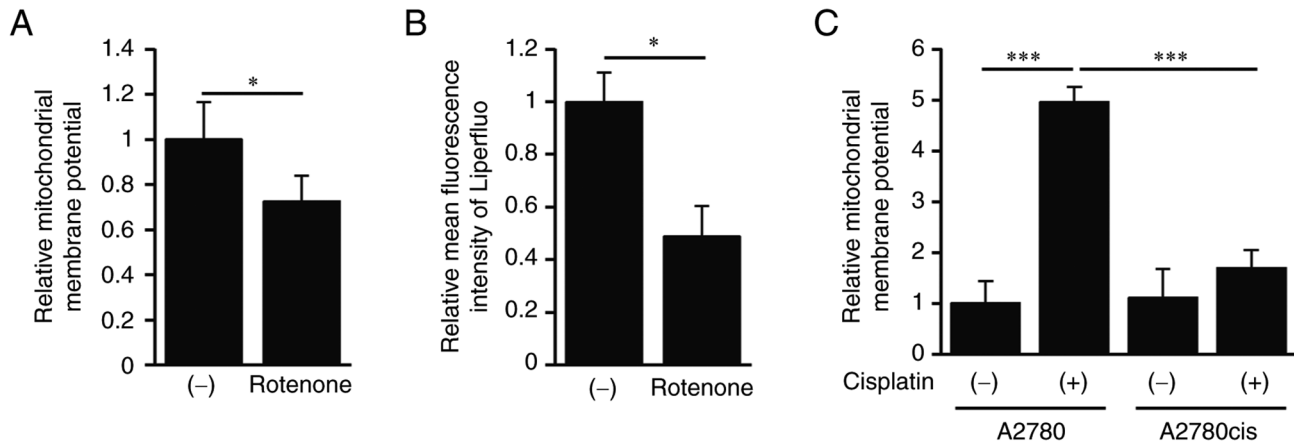 A
Relative mitochondrial
membrane potential
1.4
1.2
1
0.8
0.6
0.4
0.2
0
*
(−)
Rotenone
B
Relative mean fluorescence
intensity of Liperfluo
1.2
1
0.8
0.6
0.4
0.2
0
*
(−)
Rotenone
C
Relative mitochondrial
membrane potential
6
5
4
3
2
1
0
***
***
Cisplatin (−) (+) (−) (+)
A2780 A2780cis